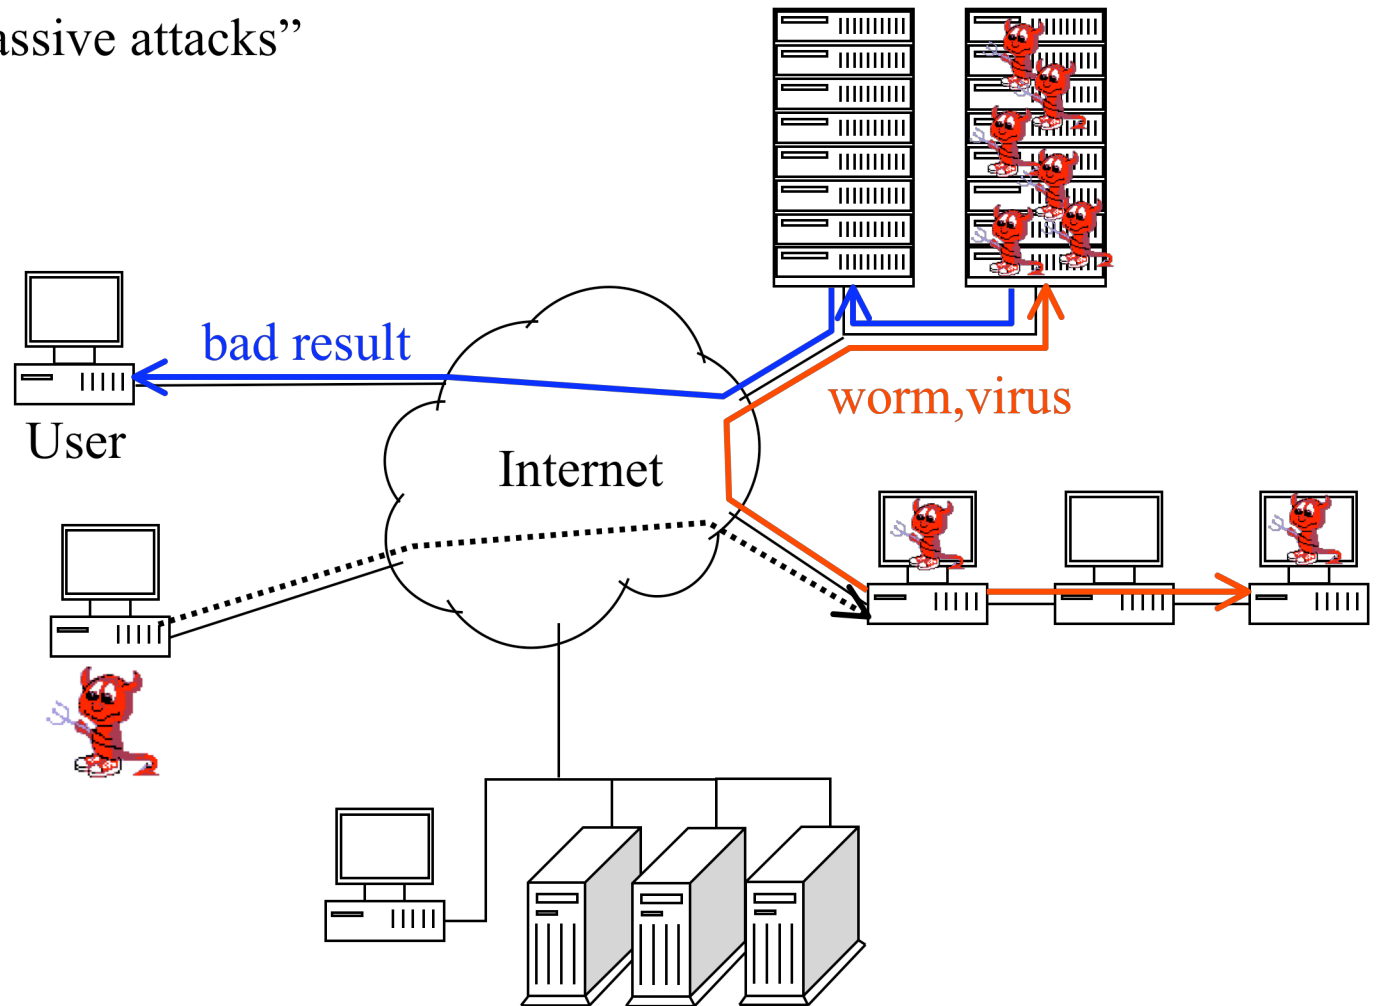 assive attacks”
bad result
User
worm,virus
Internet